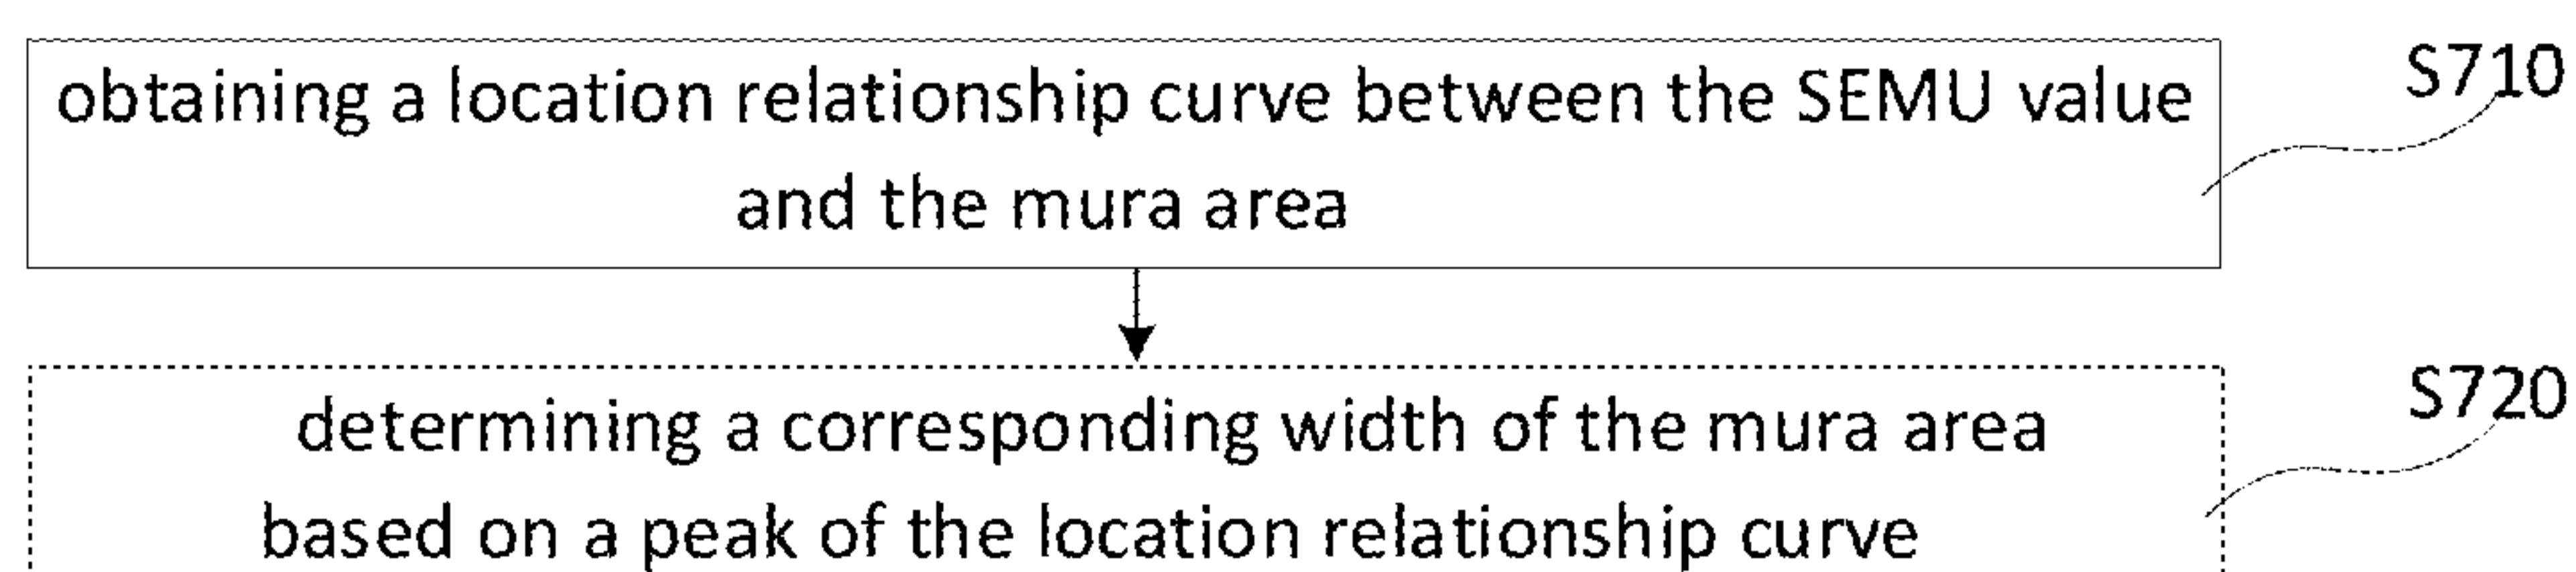 obtaining a location relationship curve between the SEMU value
and the mura area
S710
determining a corresponding width of the mura area
based on a peak of the location relationship curve
S720